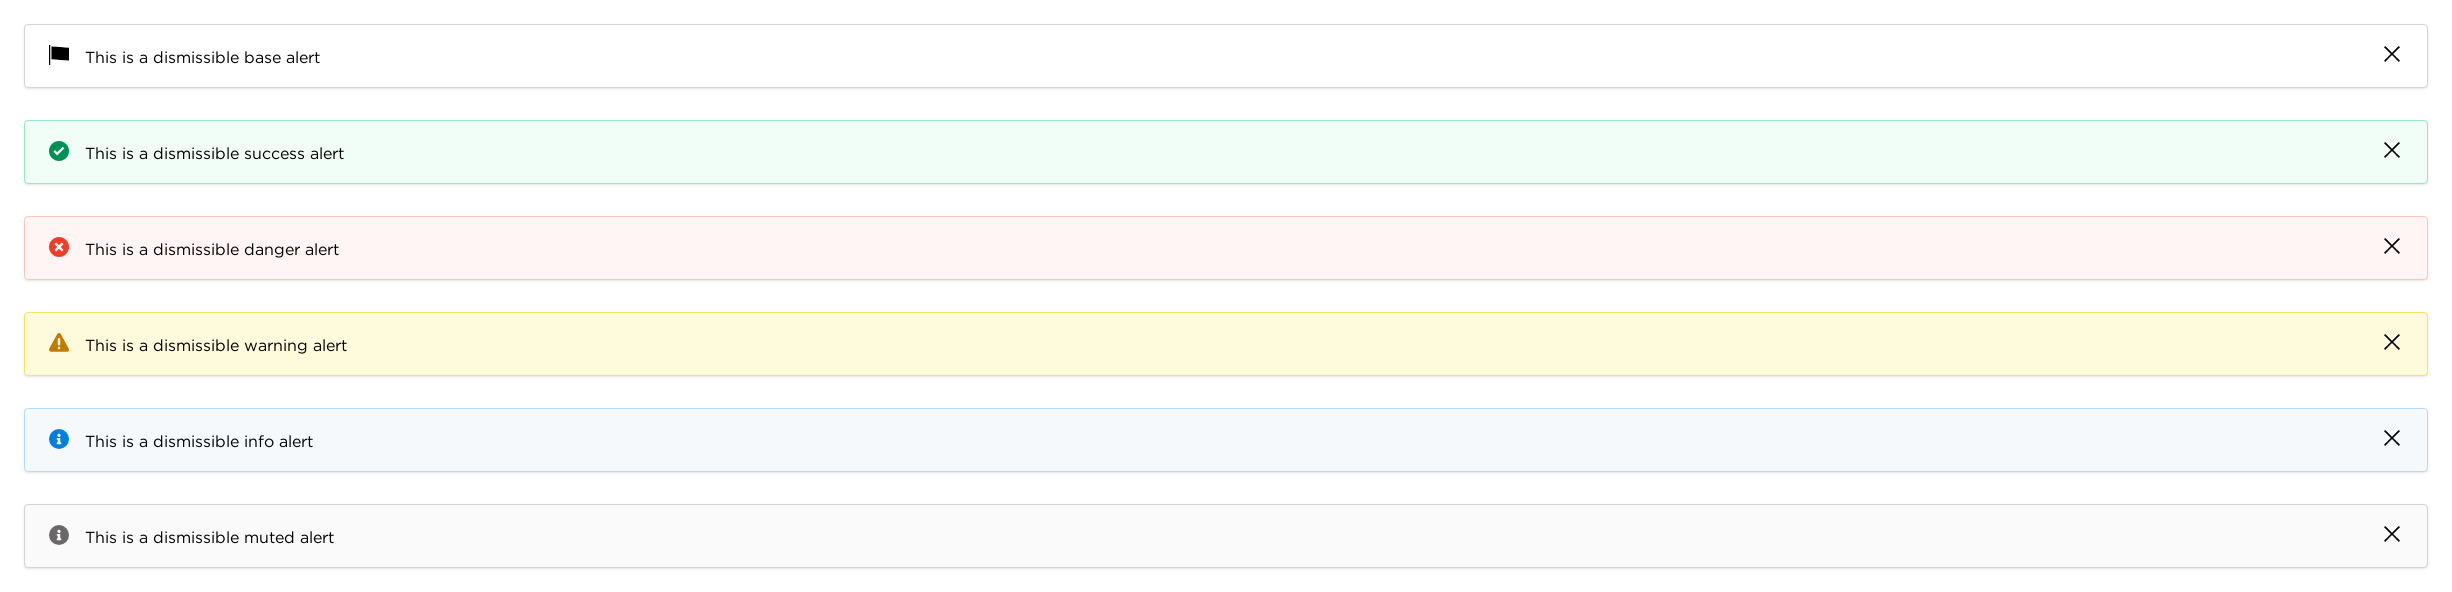 This is a dismissible base alert
This is a dismissible success alert
This is a dismissible danger alert
This is a dismissible warning alert
This is a dismissible info alert
This is a dismissible muted alert